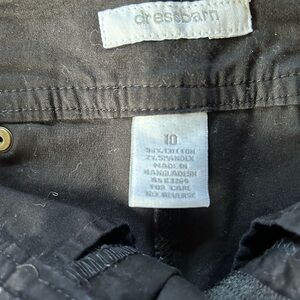 dressbarn
10
98% COTTON
2% SPANDEX
MADE IN
BANGLADESH
FOR CARE
SEE REVERSE